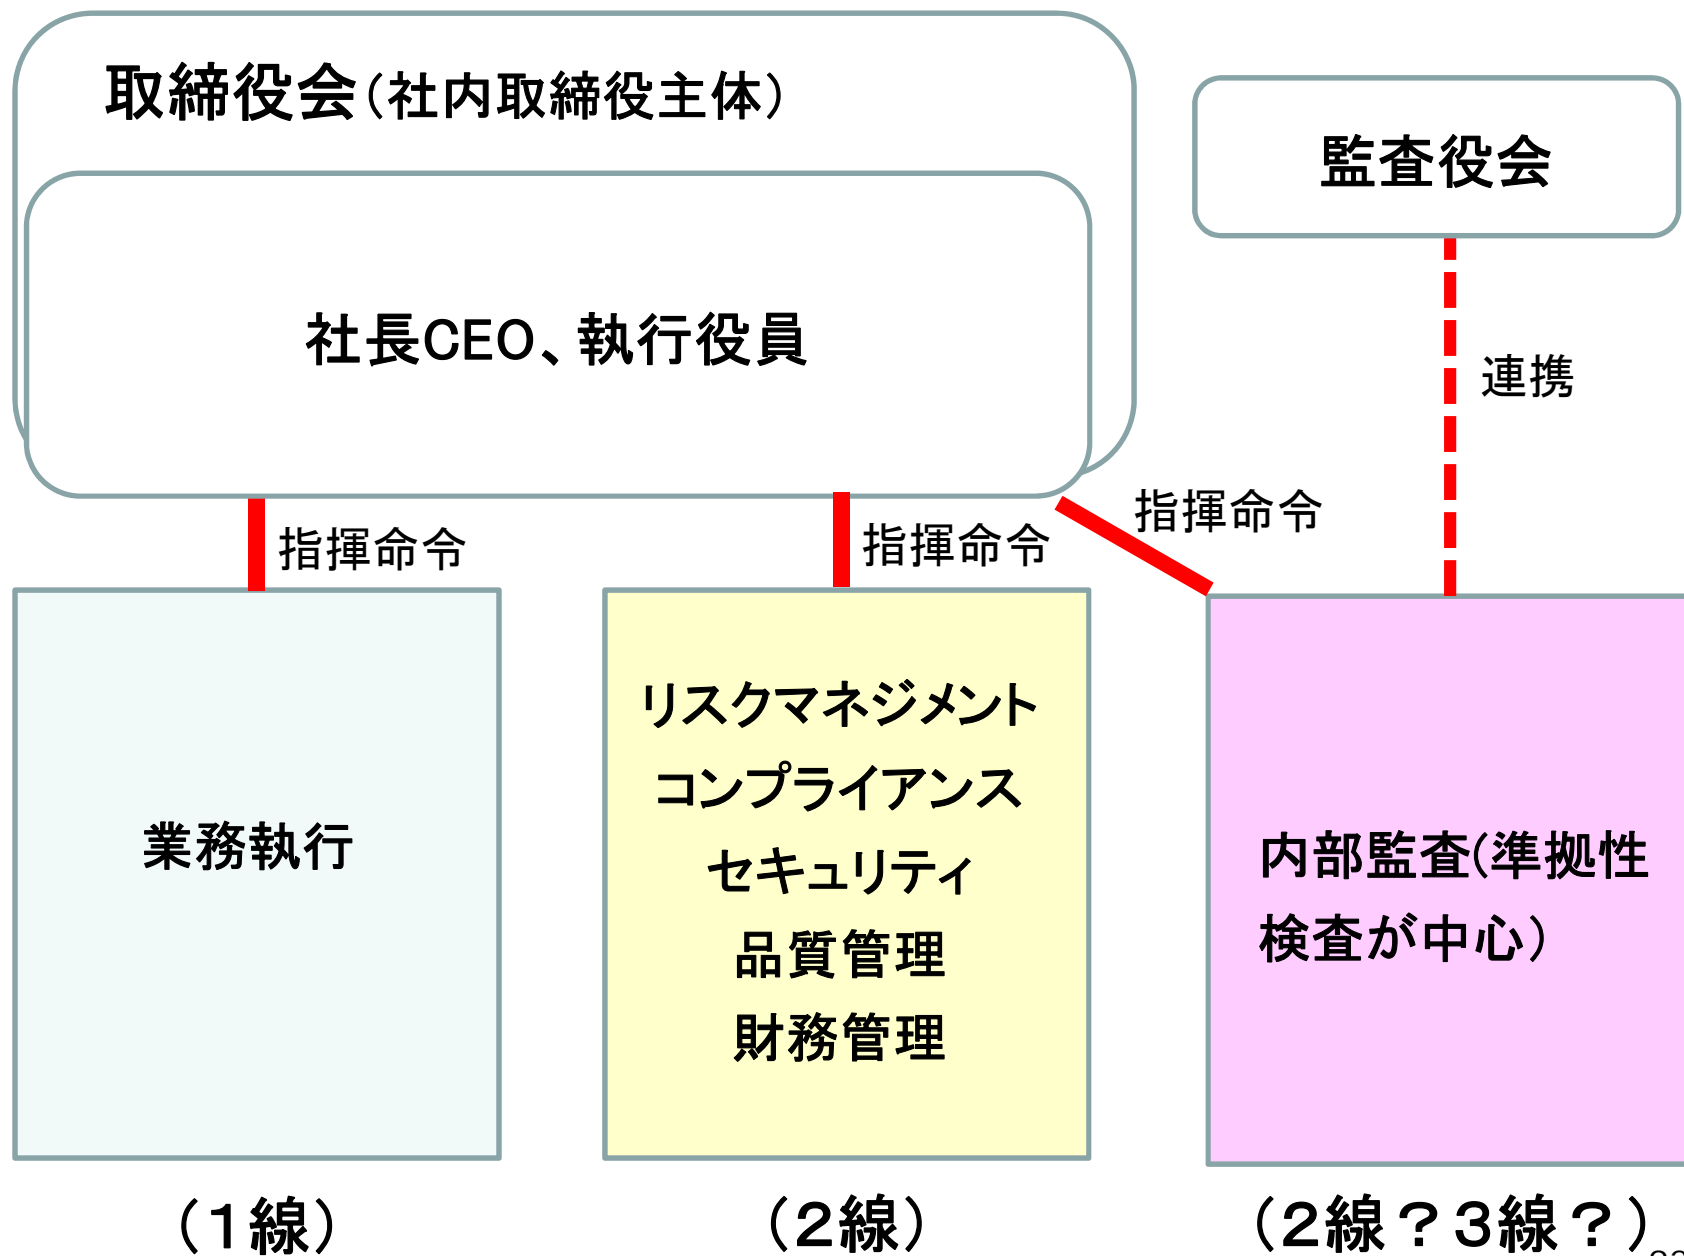 取締役会(社内取締役主体)
監査役会
社長CEO、執行役員
連携
指揮命令
指揮命令
指揮命令
業務執行
リスクマネジメント
コンプライアンス
セキュリティ
品質管理
財務管理
内部監査(準拠性
検査が中心)
(1線)
(2線)
(2線？3線？)